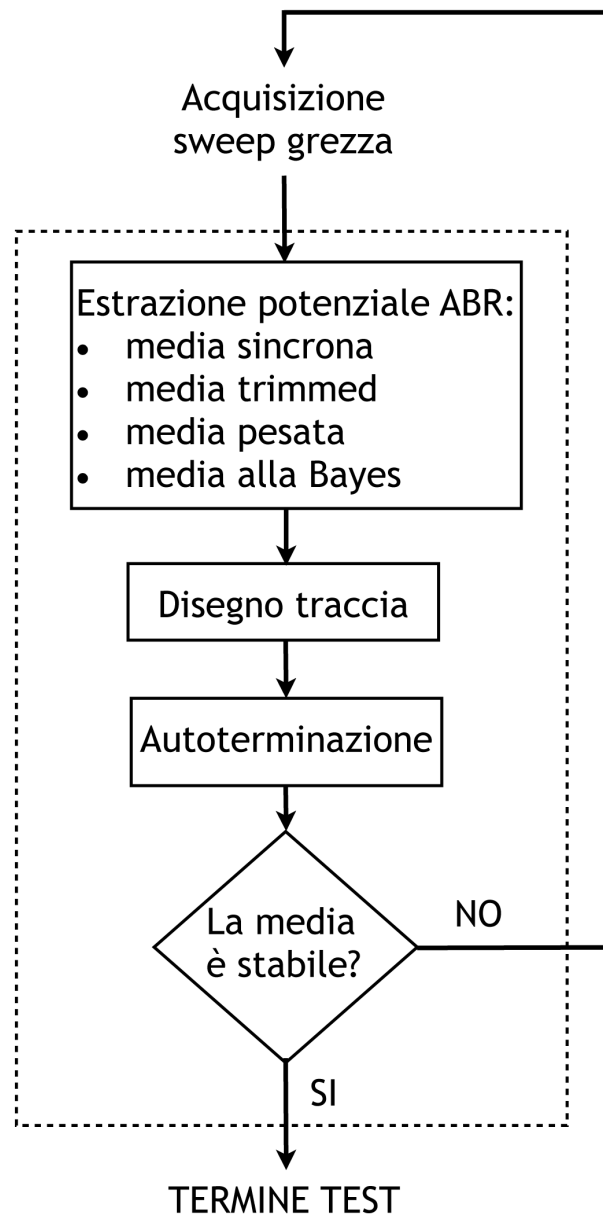 Acquisizione
sweep grezza
Estrazione potenziale ABR:
• media sincrona
• media trimmed
• media pesata
• media alla Bayes
Disegno traccia
Autoterminazione
La media
è stabile?
NO
SI
TERMINE TEST